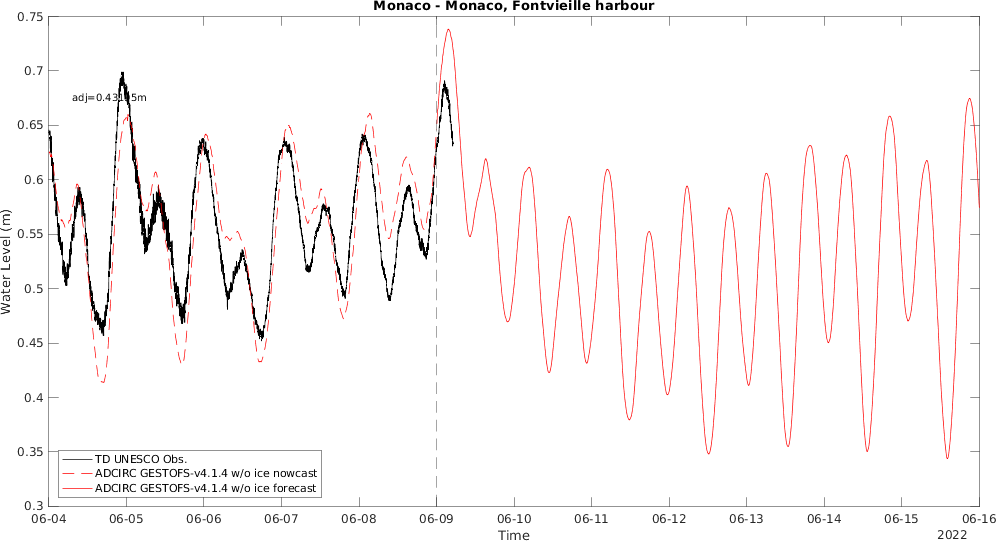 Monaco - Monaco, Fontvieille harbour
0.75
0.7
0.65
0.6
0.55
0.5
0.45
0.4
0.35
0.3
Water Level (m)
TD UNESCO Obs.
ADCIRC GESTOFS-v4.1.4 w/o ice nowcast
ADCIRC GESTOFS-v4.1.4 w/o ice forecast
06-04 06-05 06-06 06-07 06-08 06-09 06-10 06-11 06-12 06-13 06-14 06-15 06-16
Time
2022